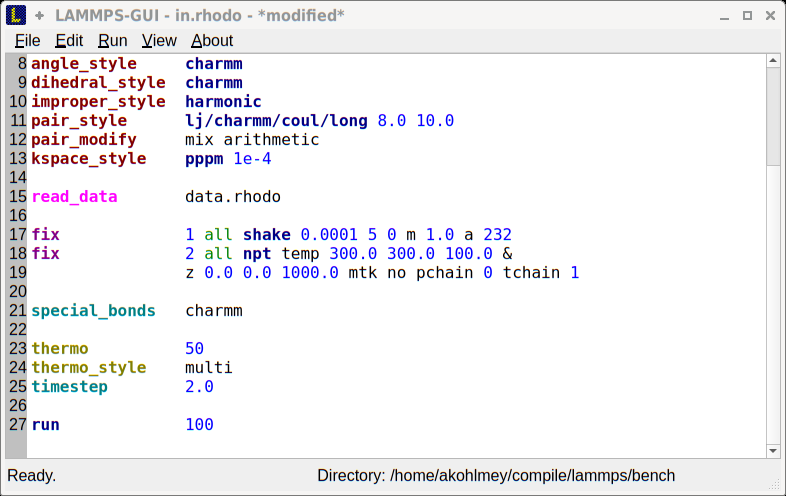 LAMMPS-GUI - in.rhodo - *modified*
File Edit Run View About
8 angle_style charmm
9 dihedral_style charmm
10 improper_style harmonic
11 pair_style lj/charmm/coul/long 8.0 10.0
12 pair_modify mix arithmetic
13 kspace_style pppm 1e-4
14
15 read_data data.rhodo
16
17 fix 1 all shake 0.0001 5 0 m 1.0 a 232
18 fix 2 all npt temp 300.0 300.0 100.0 &
19 z 0.0 0.0 1000.0 mtk no pchain 0 tchain 1
20
21 special_bonds charmm
22
23 thermo 50
24 thermo_style multi
25 timestep 2.0
26
27 run 100
Ready. Directory: /home/akohlmey/compile/lammps/bench